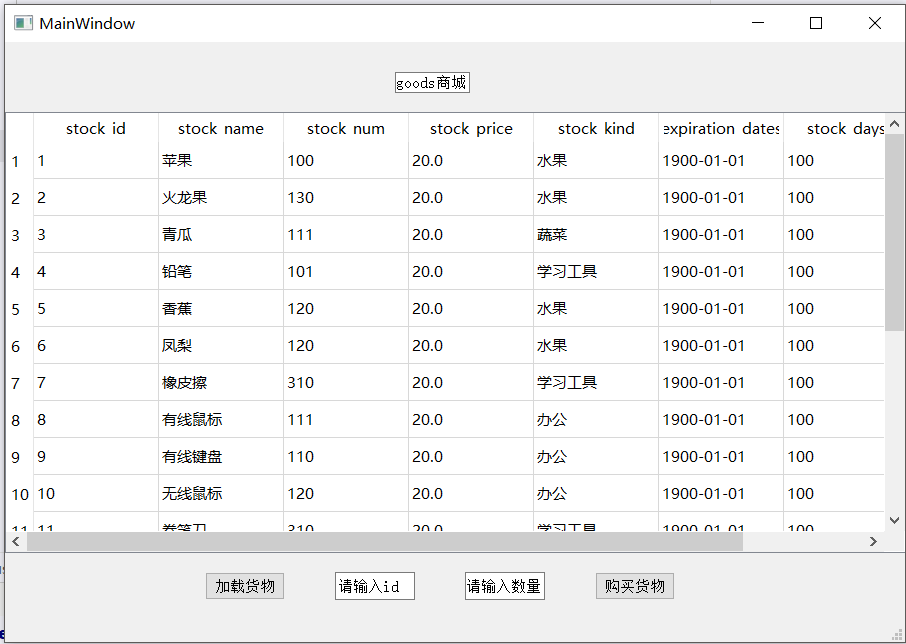 MainWindow
goods商城
stock id stock name stock num stock price stock kind expiration dates stock days
1 1 苹果 100 20.0 水果 1900-01-01 100
2 2 火龙果 130 20.0 水果 1900-01-01 100
3 3 青瓜 111 20.0 蔬菜 1900-01-01 100
4 4 铅笔 101 20.0 学习工具 1900-01-01 100
5 5 香蕉 120 20.0 水果 1900-01-01 100
6 6 凤梨 120 20.0 水果 1900-01-01 100
7 7 橡皮擦 310 20.0 学习工具 1900-01-01 100
8 8 有线鼠标 111 20.0 办公 1900-01-01 100
9 9 有线键盘 110 20.0 办公 1900-01-01 100
10 10 无线鼠标 120 20.0 办公 1900-01-01 100
11 11 卷笔刀 310 20.0 学习工具 1900-01-01 100
加载货物 请输入id 请输入数量 购买货物